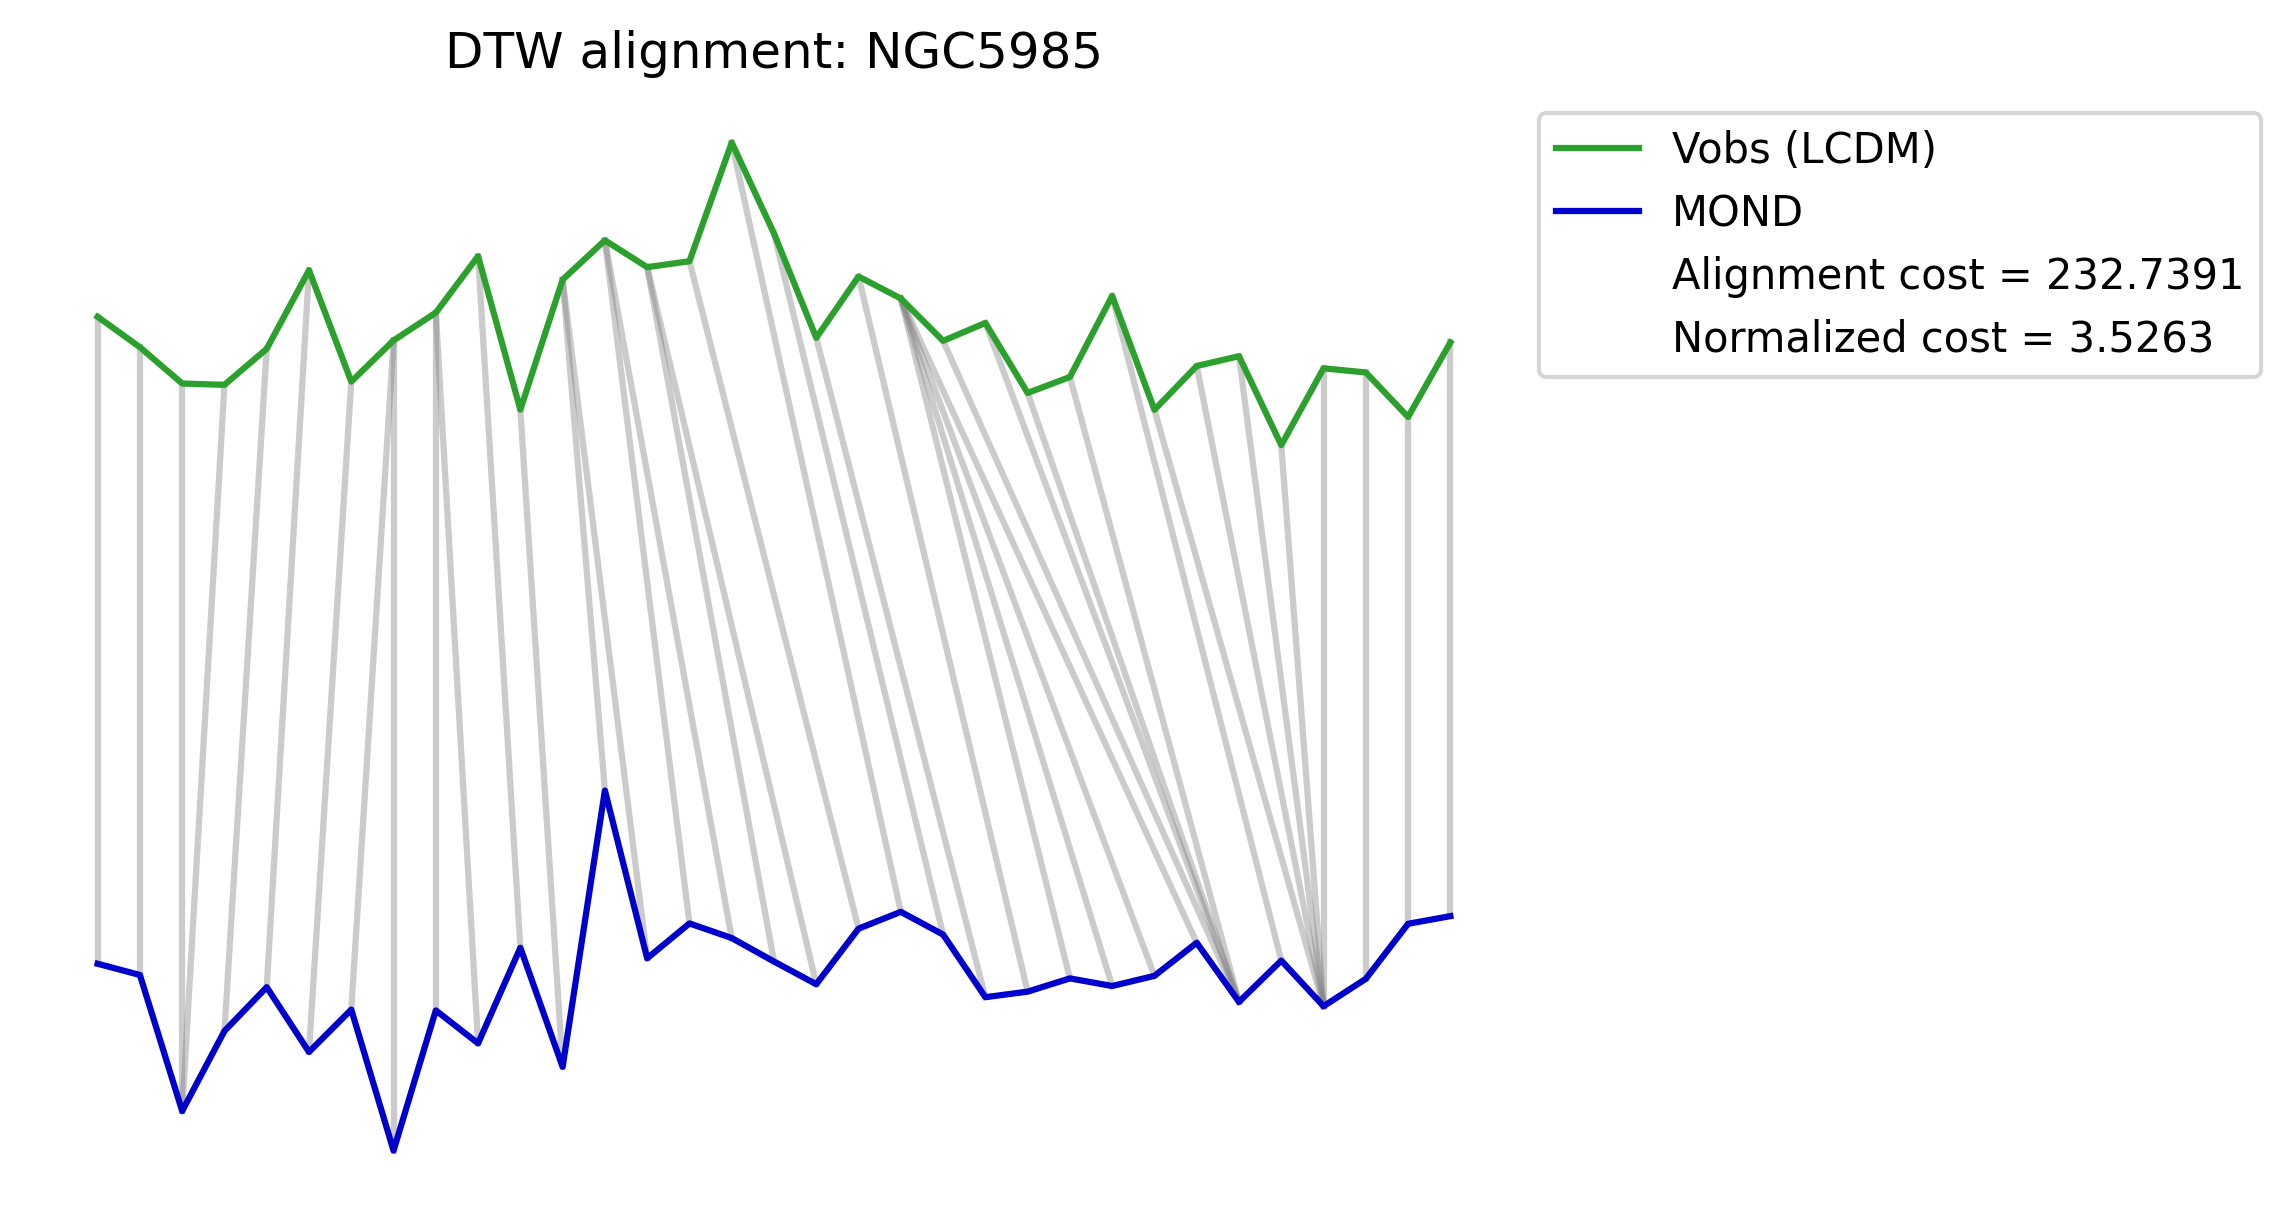 DTW alignment: NGC5985
Vobs (LCDM)
MOND
Alignment cost = 232.7391
Normalized cost = 3.5263